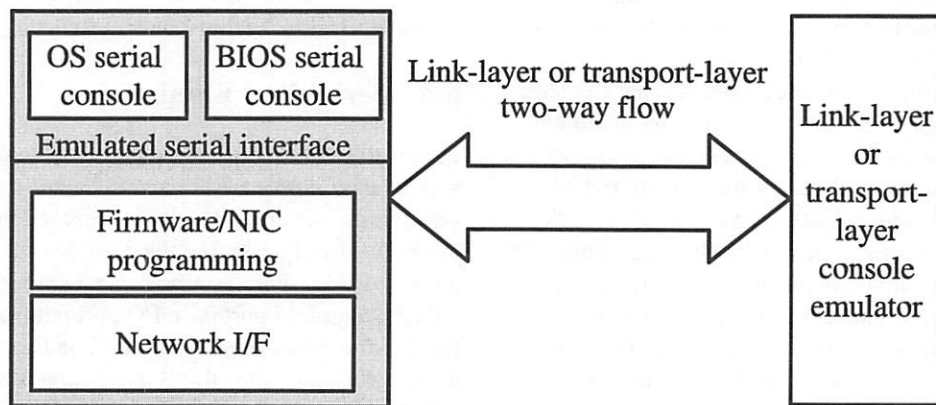 OS serial
console
BIOS serial
console
Emulated serial interface
Firmware/NIC
programming
Network I/F
Link-layer or transport-layer
two-way flow
Link-layer
or
transport-
layer
console
emulator